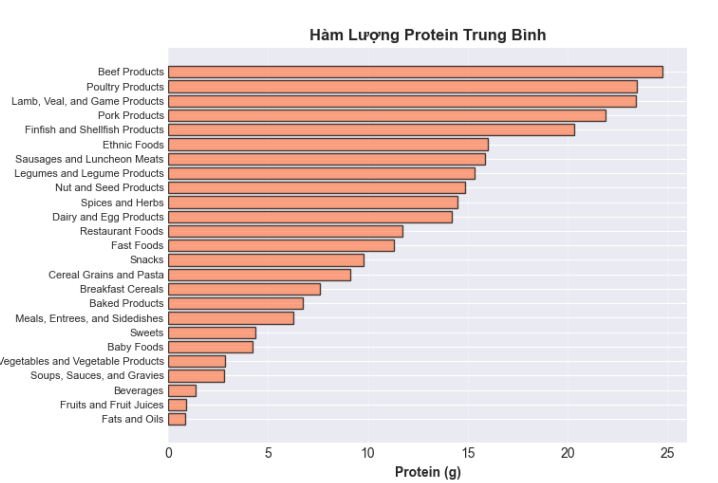 Hàm Lượng Protein Trung Bình
Beef Products
Poultry Products
Lamb, Veal, and Game Products
Pork Products
Finfish and Shellfish Products
Ethnic Foods
Sausages and Luncheon Meats
Legumes and Legume Products
Nut and Seed Products
Spices and Herbs
Dairy and Egg Products
Restaurant Foods
Fast Foods
Snacks
Cereal Grains and Pasta
Breakfast Cereals
Baked Products
Meals, Entrees, and Sidedishes
Sweets
Baby Foods
Vegetables and Vegetable Products
Soups, Sauces, and Gravies
Beverages
Fruits and Fruit Juices
Fats and Oils
0 5 10 15 20 25
Protein (g)